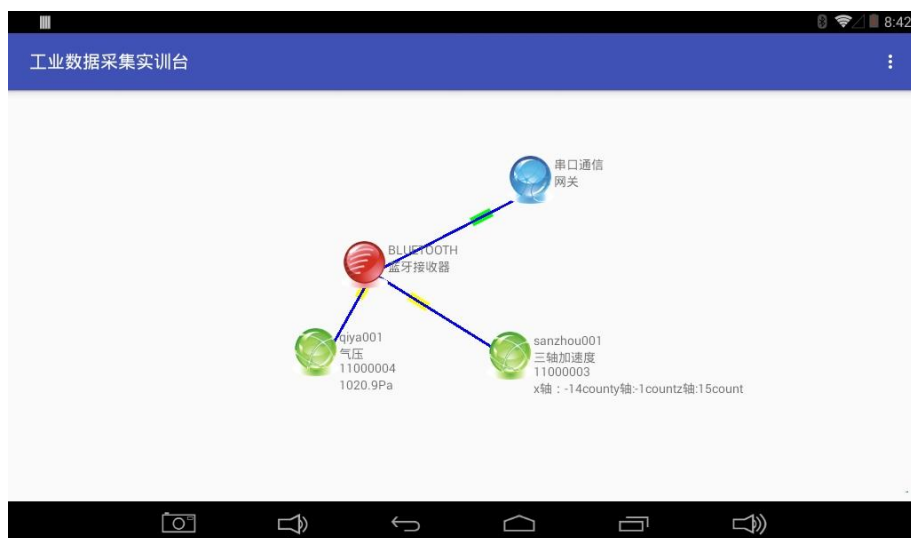 8:42
工业数据采集实训台
串口通信
网关
BLUETOOTH
蓝牙接收器
qiya001
气压
11000004
1020.9Pa
sanzhou001
三轴加速度
11000003
x轴：-14county轴:-1countz轴:15count